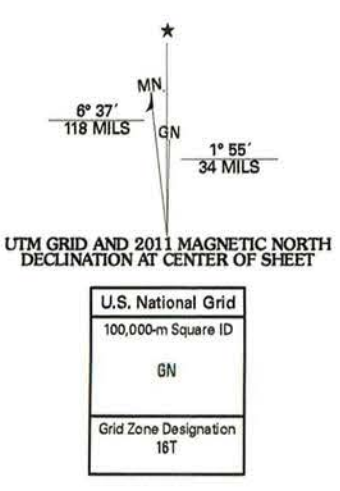 ★
MN
6° 37′
118 MILS
GN
1° 55′
34 MILS
UTM GRID AND 2011 MAGNETIC NORTH
DECLINATION AT CENTER OF SHEET
U.S. National Grid
100,000-m Square ID
GN
Grid Zone Designation
16T